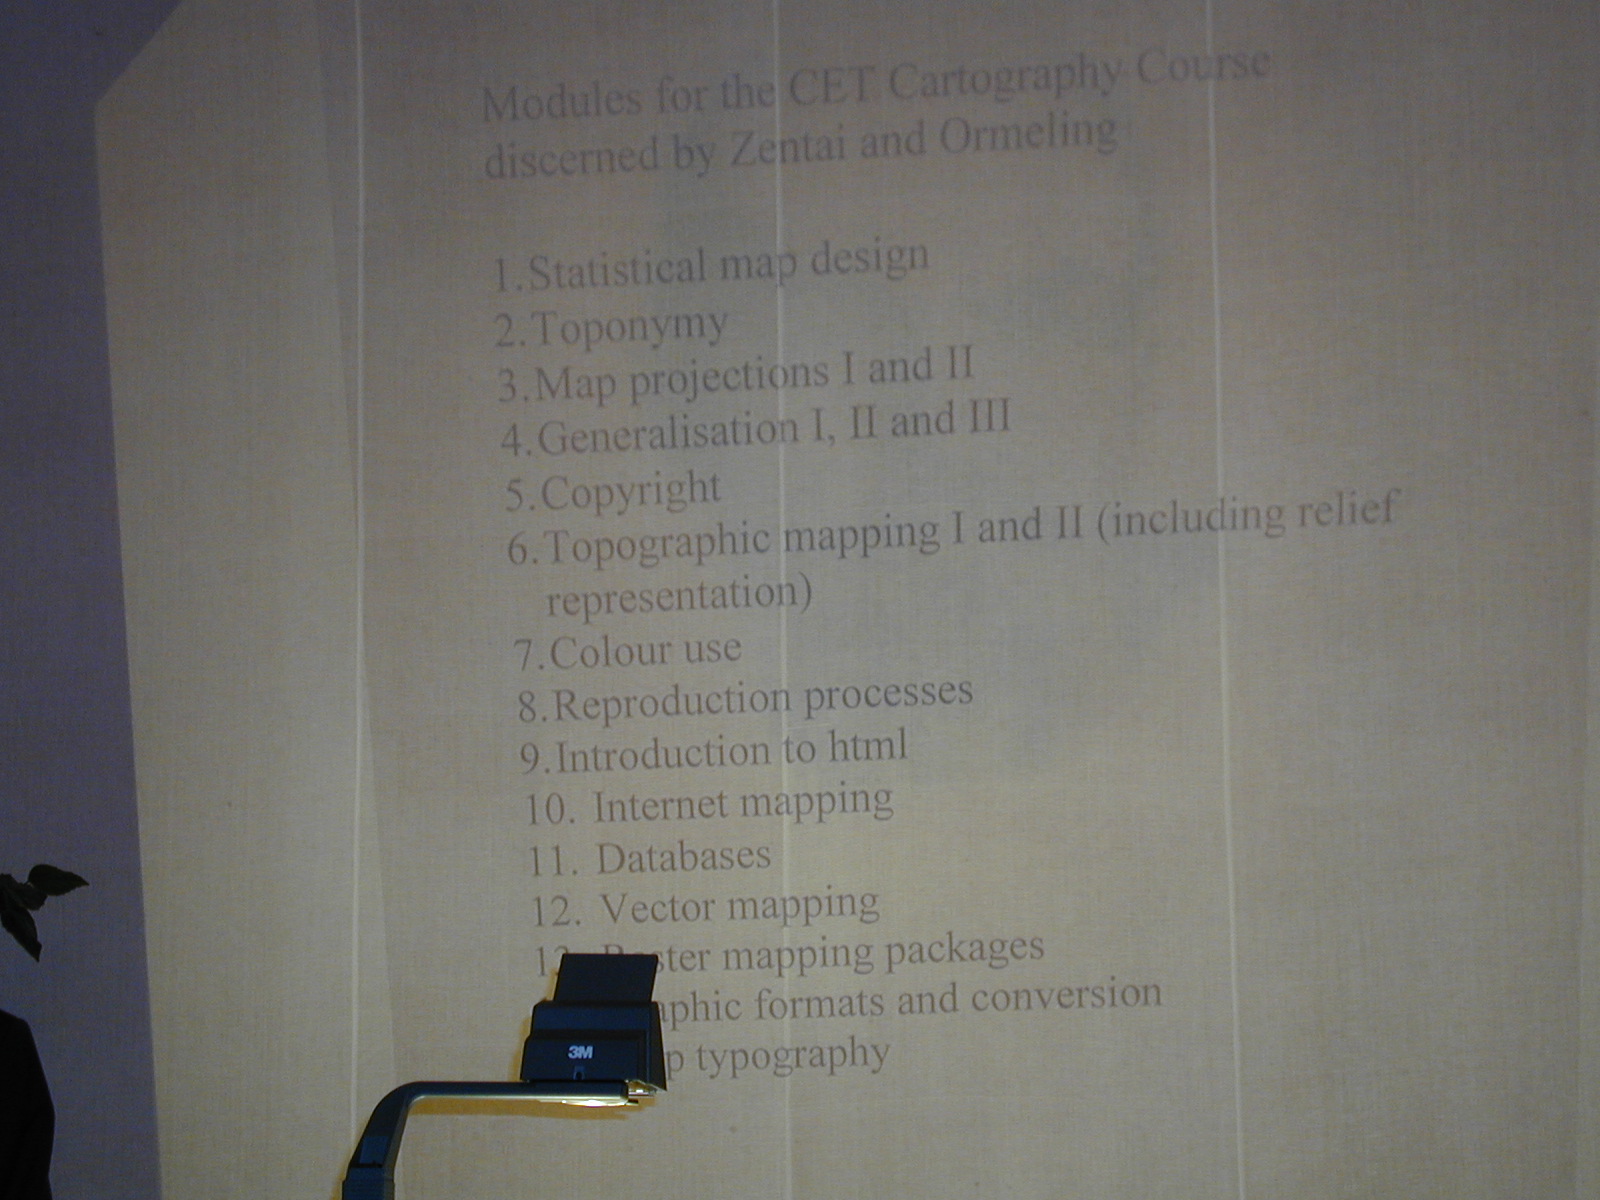 Modules for the CET Cartography Course
discerned by Zentai and Ormeling
1. Statistical map design
2. Toponymy
3. Map projections I and II
4. Generalisation I, II and III
5. Copyright
6. Topographic mapping I and II (including relief
representation)
7. Colour use
8. Reproduction processes
9. Introduction to html
10. Internet mapping
11. Databases
12. Vector mapping
13. Raster mapping packages
formats and conversion
typography
3M